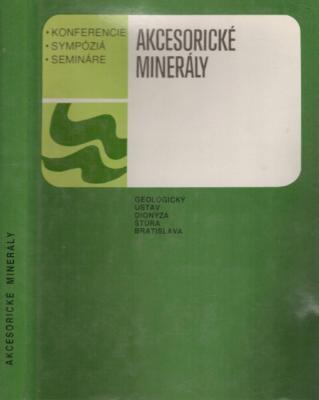 • KONFERENCIE
• SYMPÓZIÁ
• SEMINÁRE
AKCESORICKÉ
MINERÁLY
GEOLOGICKÝ
ÚSTAV
DIONÝZA
ŠTÚRA
BRATISLAVA
AKCESORICKÉ MINERÁLY